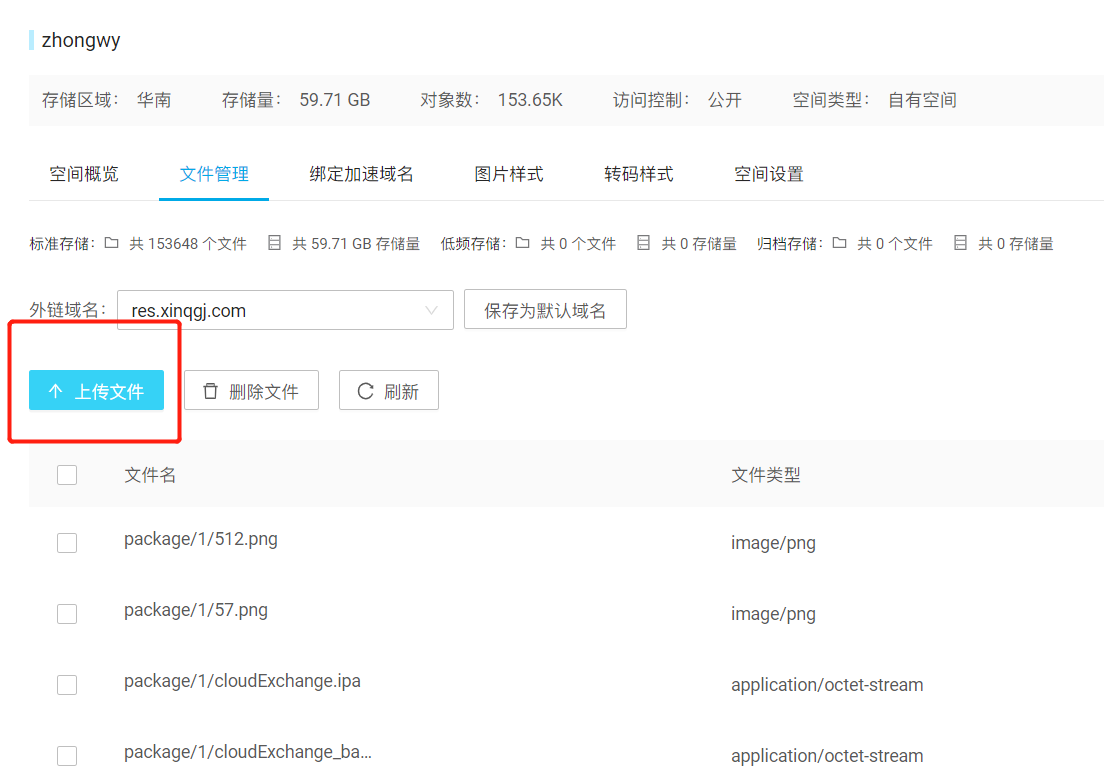 zhongwy
存储区域： 华南 存储量： 59.71 GB 对象数： 153.65K 访问控制： 公开 空间类型： 自有空间
空间概览 文件管理 绑定加速域名 图片样式 转码样式 空间设置
标准存储： 共 153648 个文件 共 59.71 GB 存储量 低频存储： 共 0 个文件 共 0 存储量 归档存储： 共 0 个文件 共 0 存储量
外链域名： res.xinqgj.com 保存为默认域名
上传文件 删除文件 刷新
文件名 文件类型
package/1/512.png image/png
package/1/57.png image/png
package/1/cloudExchange.ipa application/octet-stream
package/1/cloudExchange_ba... application/octet-stream